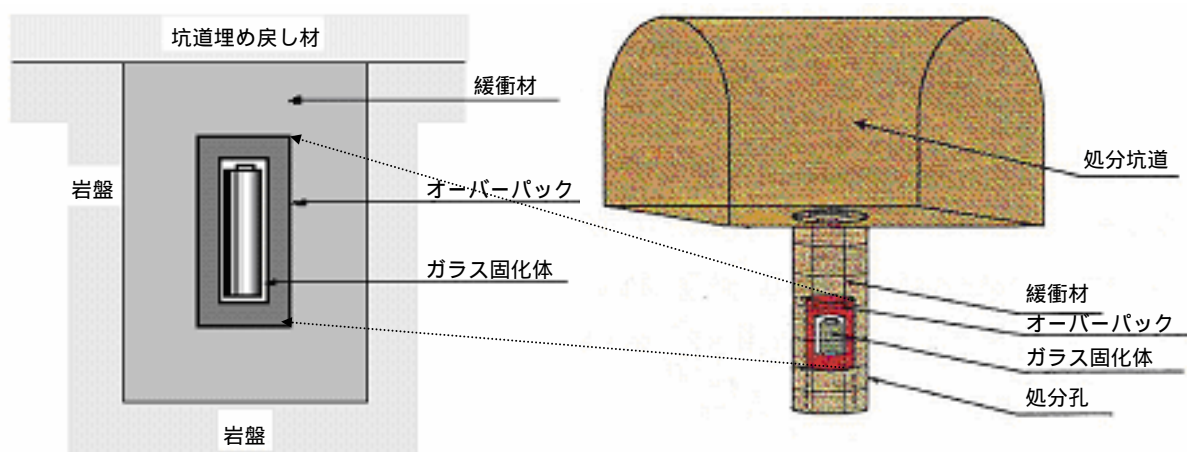 坑道埋め戻し材
緩衝材
岩盤
オーバーパック
ガラス固化体
岩盤
処分坑道
緩衝材
オーバーパック
ガラス固化体
処分孔